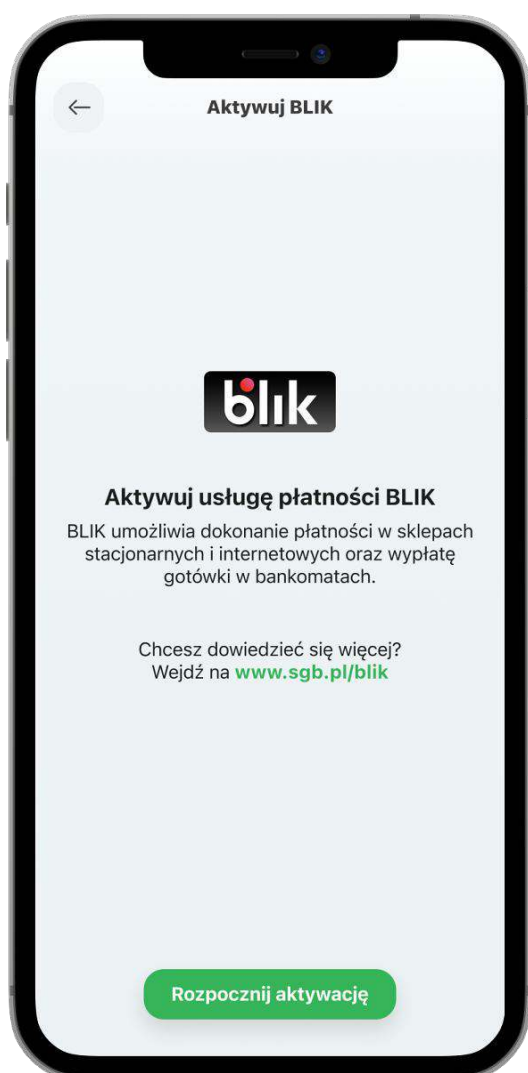 Aktywuj BLIK
blik
Aktywuj usługę płatności BLIK
BLIK umożliwia dokonanie płatności w sklepach
stacjonarnych i internetowych oraz wypłatę
gotówki w bankomatach.
Chcesz dowiedzieć się więcej?
Wejdź na www.sgb.pl/blik
Rozpocznij aktywację